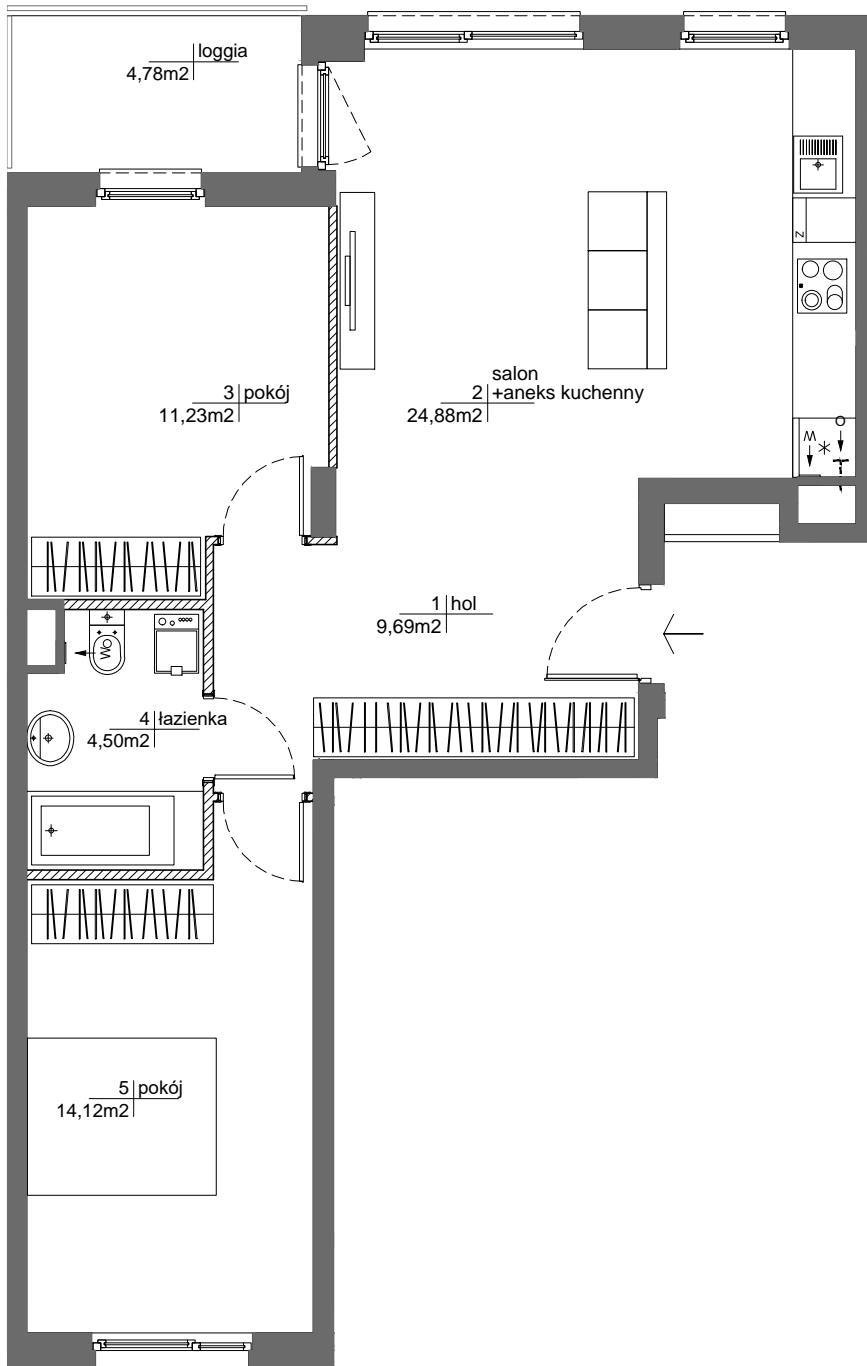 loggia
4,78m2
3 pokój
11,23m2
salon
2 +aneks kuchenny
24,88m2
Z
W
O
1 hol
9,69m2
Wo
4 łazienka
4,50m2
5 pokój
14,12m2